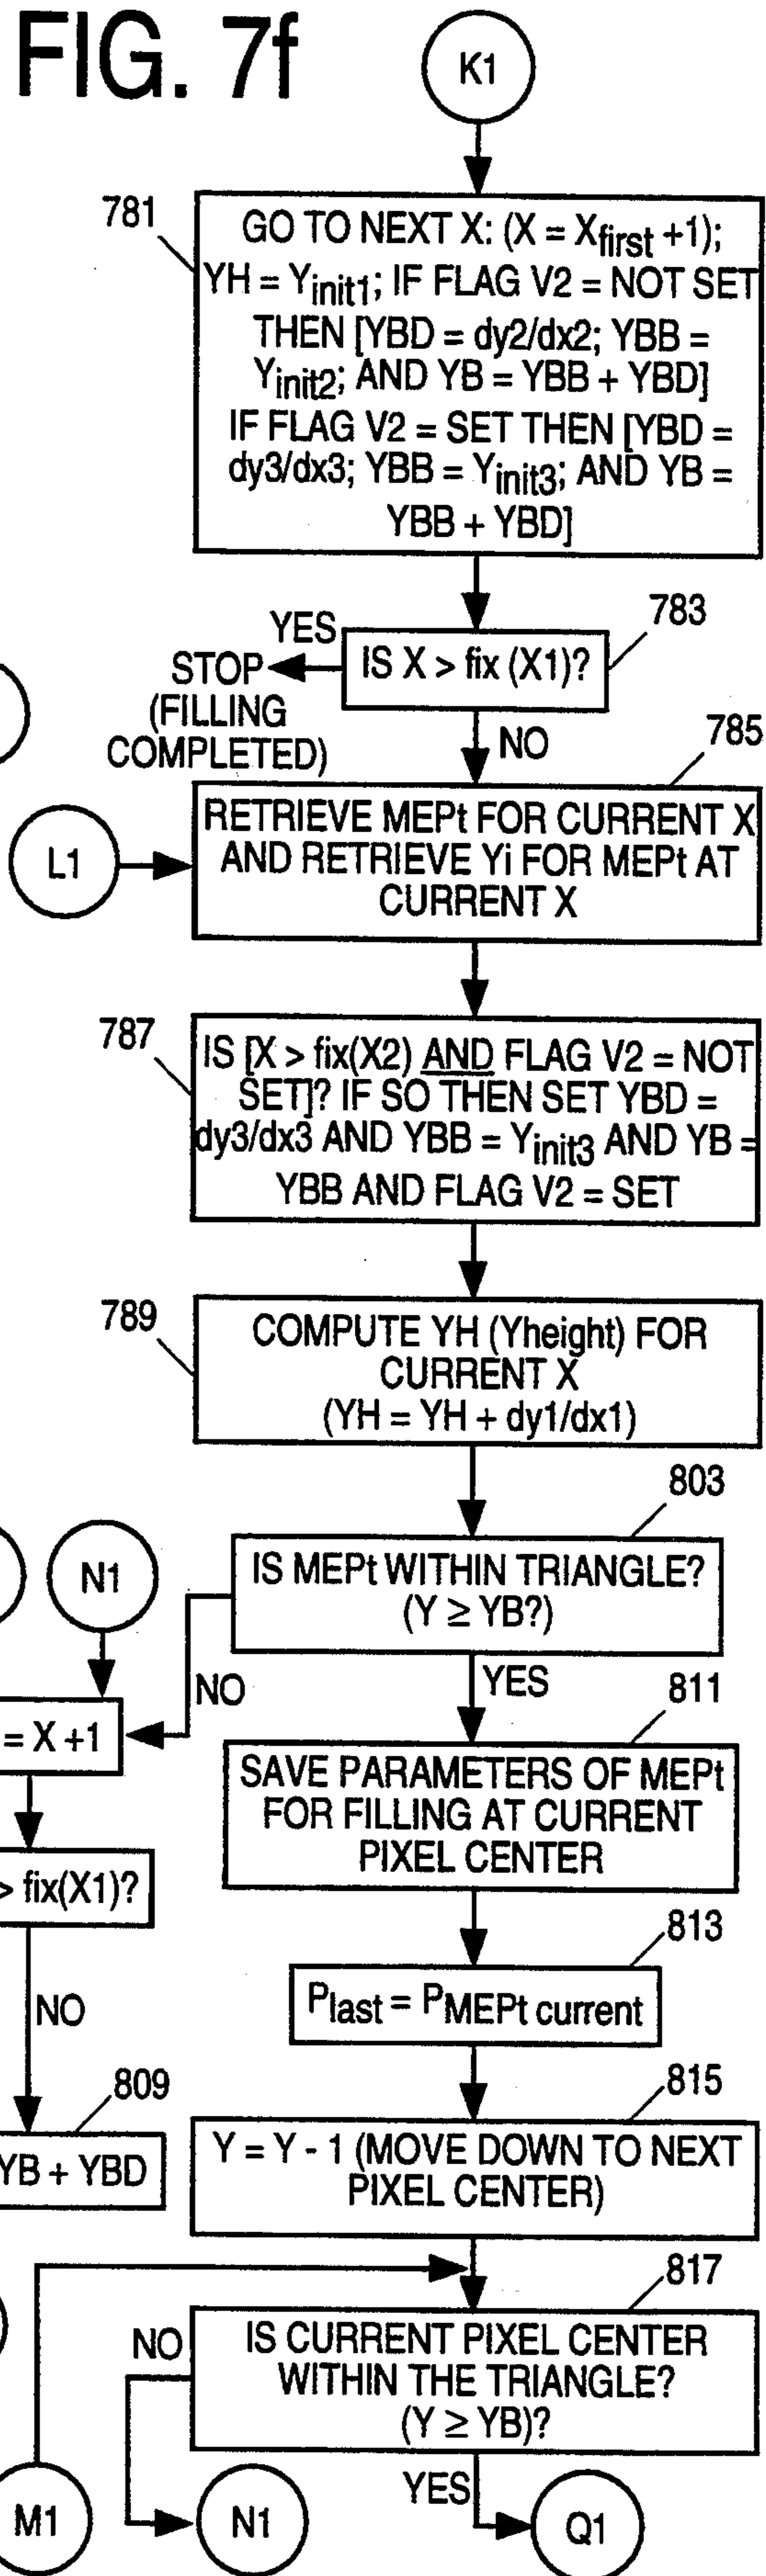 FIG. 7f
K1
781
GO TO NEXT X: (X = Xfirst +1);
YH = Yinit1; IF FLAG V2 = NOT SET
THEN [YBD = dy2/dx2; YBB =
Yinit2; AND YB = YBB + YBD]
IF FLAG V2 = SET THEN [YBD =
dy3/dx3; YBB = Yinit3; AND YB =
YBB + YBD]
783
YES
IS X > fix (X1)?
STOP
(FILLING
COMPLETED)
NO
785
RETRIEVE MEPt FOR CURRENT X
AND RETRIEVE Yi FOR MEPt AT
CURRENT X
L1
787
IS [X > fix(X2) AND FLAG V2 = NOT
SET]? IF SO THEN SET YBD =
dy3/dx3 AND YBB = Yinit3 AND YB =
YBB AND FLAG V2 = SET
789
COMPUTE YH (Yheight) FOR
CURRENT X
(YH = YH + dy1/dx1)
803
IS MEPt WITHIN TRIANGLE?
(Y ≥ YB?)
N1
NO
YES
= X +1
811
SAVE PARAMETERS OF MEPt
FOR FILLING AT CURRENT
PIXEL CENTER
> fix(X1)?
813
Plast = PMEPt current
NO
809
YB + YBD
815
Y = Y - 1 (MOVE DOWN TO NEXT
PIXEL CENTER)
817
IS CURRENT PIXEL CENTER
WITHIN THE TRIANGLE?
(Y ≥ YB)?
NO
YES
M1
N1
Q1